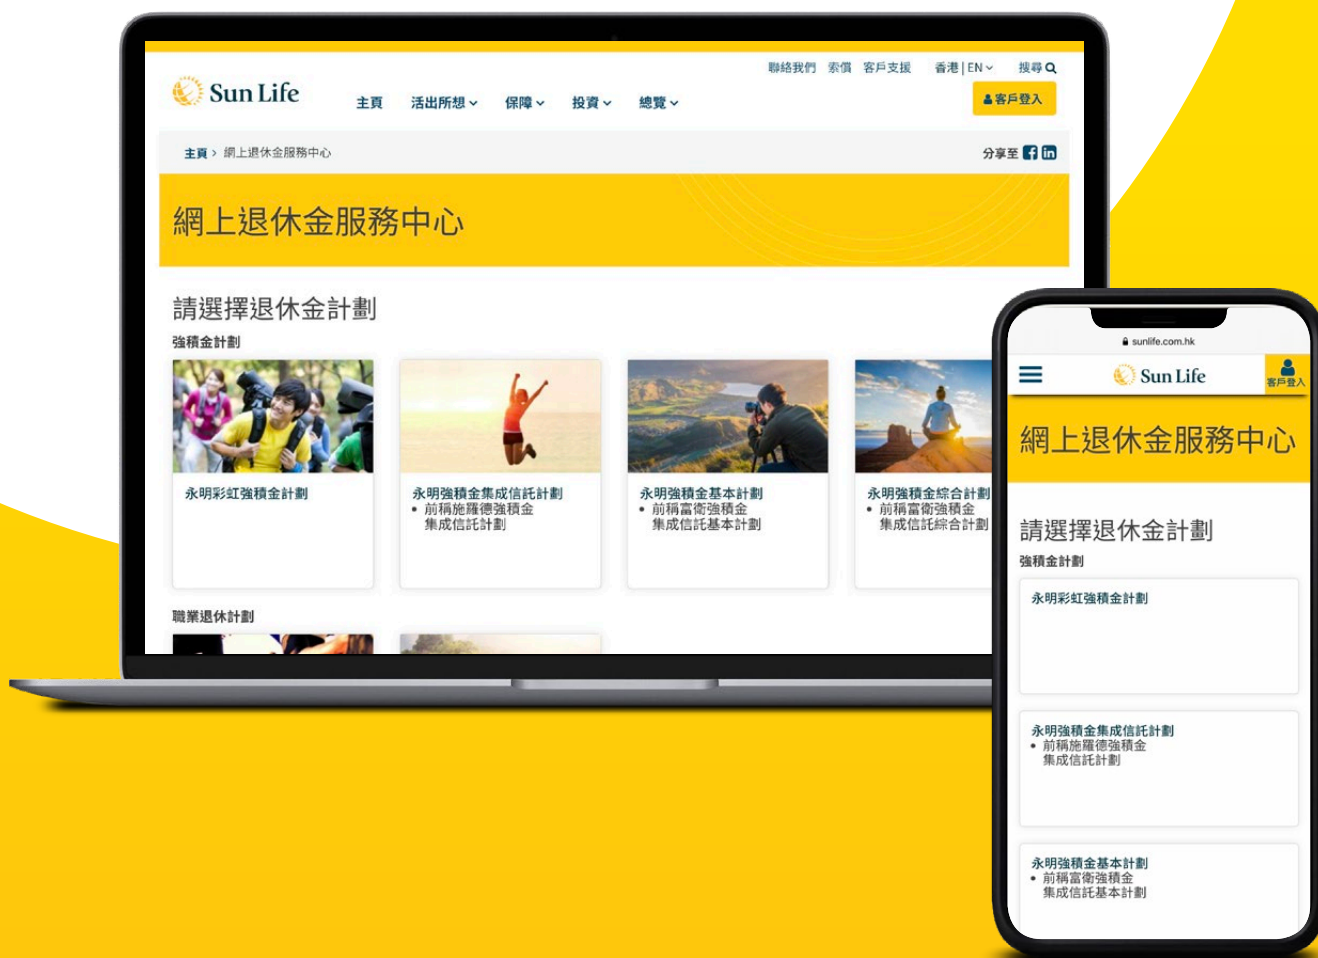 聯絡我們 索償 客戶支援 香港 | EN 搜尋
Sun Life
主頁 活出所想 保障 投資 總覽
客戶登入
主頁 > 網上退休金服務中心
分享至
網上退休金服務中心
請選擇退休金計劃
強積金計劃
永明彩虹強積金計劃
永明強積金集成信託計劃
• 前稱施羅德強積金
集成信託計劃
永明強積金基本計劃
• 前稱富衛強積金
集成信託基本計劃
永明強積金綜合計劃
• 前稱富衛強積金
集成信託綜合計劃
職業退休計劃
sunlife.com.hk
Sun Life
客戶登入
網上退休金服務中心
請選擇退休金計劃
強積金計劃
永明彩虹強積金計劃
永明強積金集成信託計劃
• 前稱施羅德強積金
集成信託計劃
永明強積金基本計劃
• 前稱富衛強積金
集成信託基本計劃